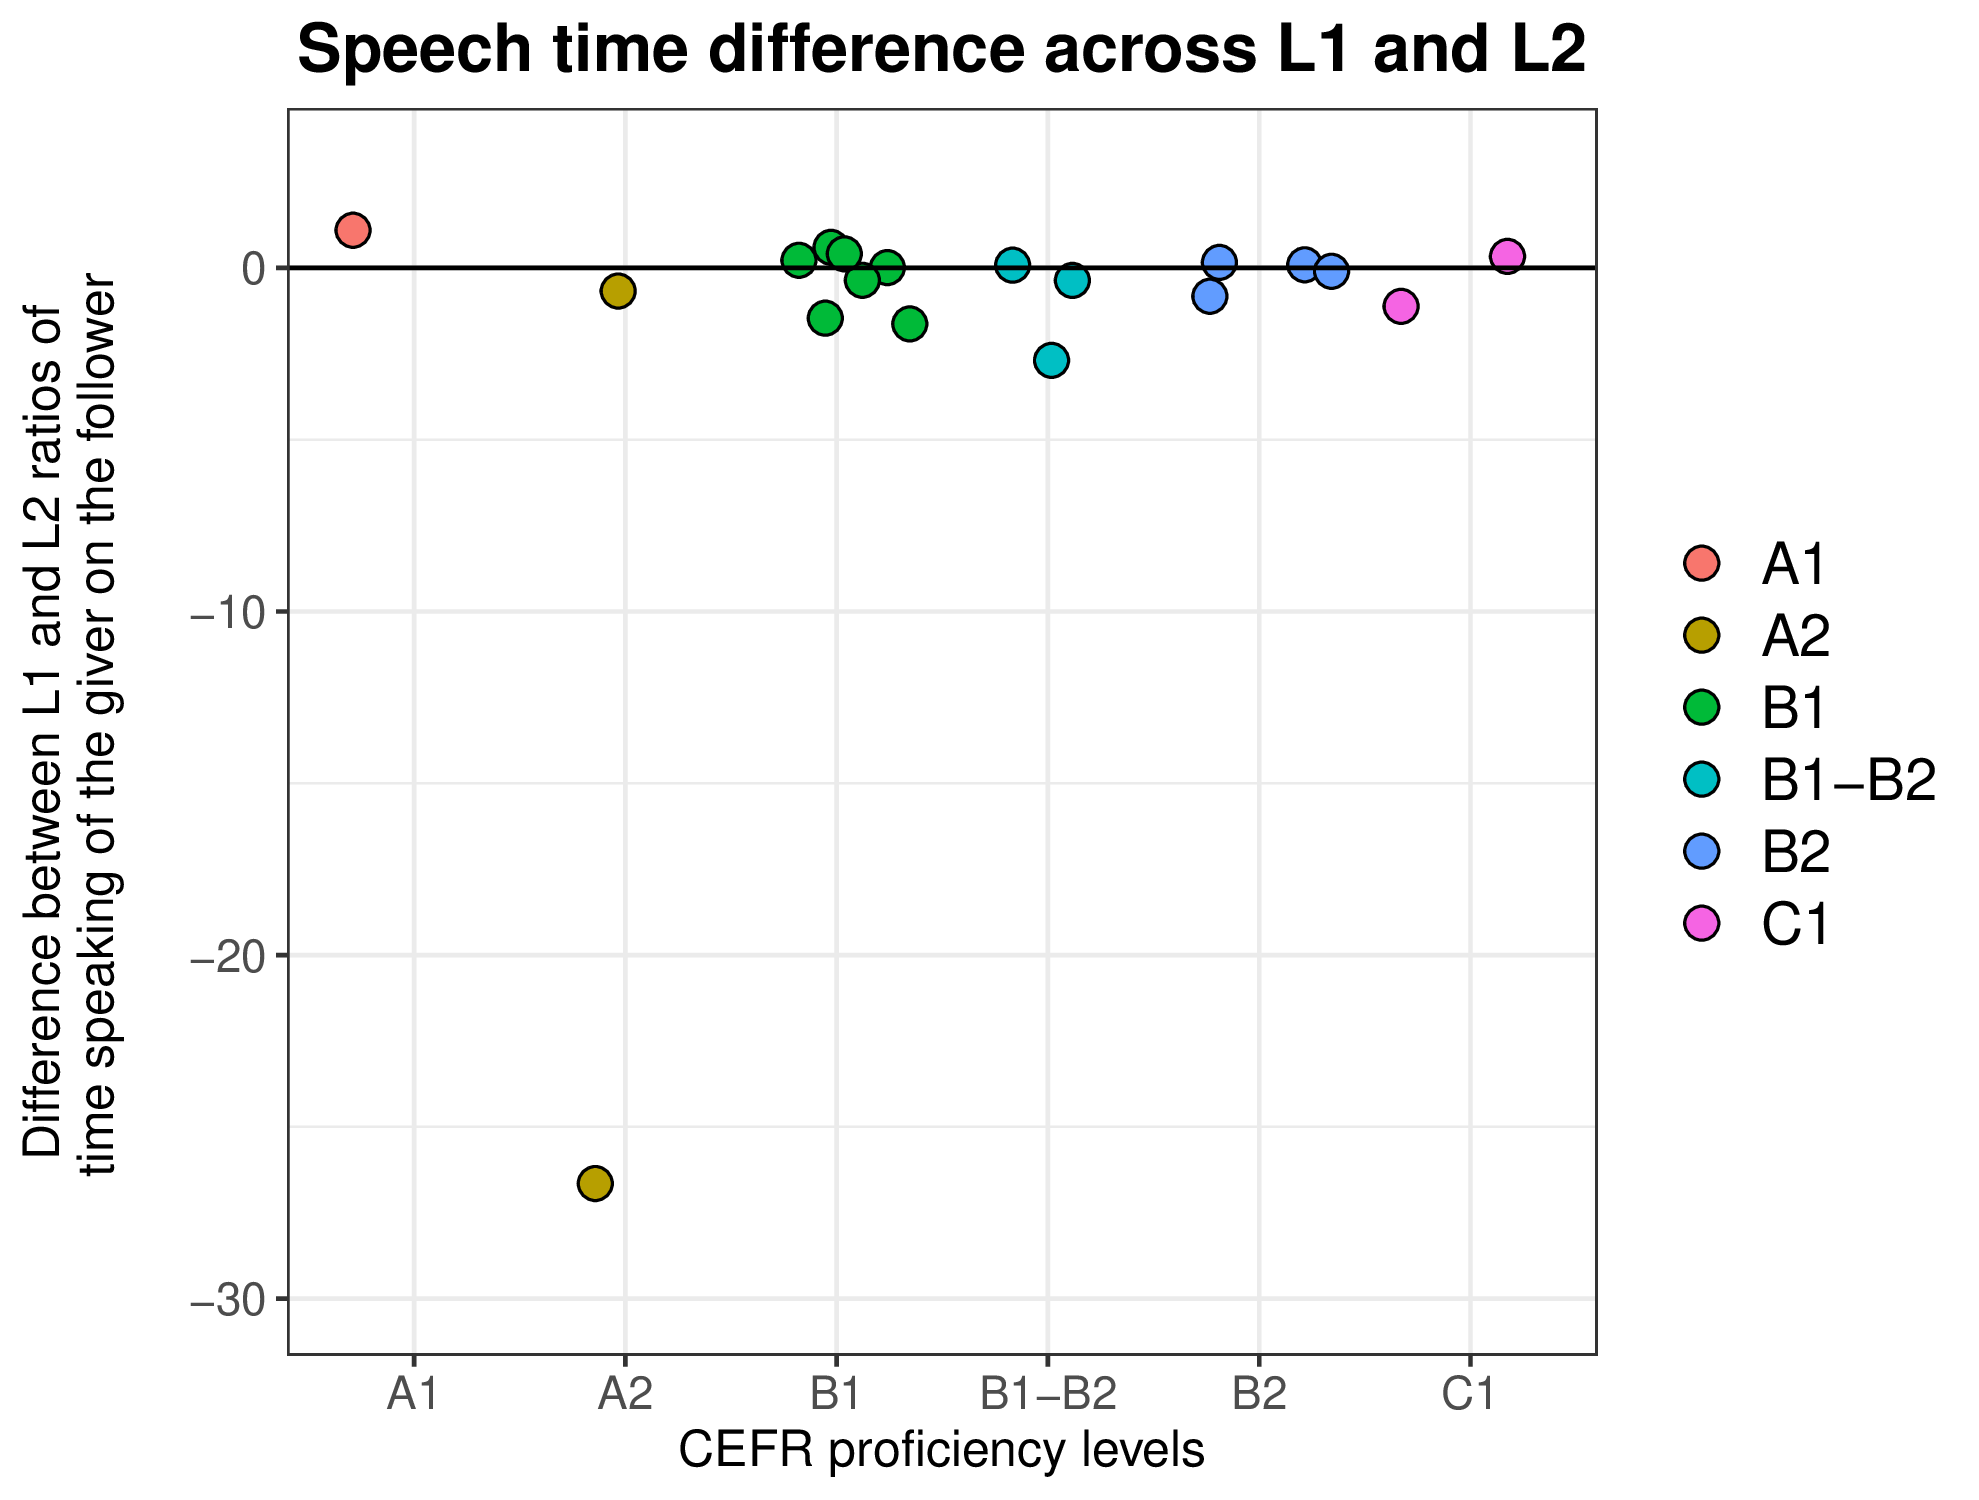 Speech time difference across L1 and L2
Difference between L1 and L2 ratios of
time speaking of the giver on the follower
0
−10
−20
−30
A1
A2
B1
B1−B2
B2
C1
CEFR proficiency levels
A1
A2
B1
B1−B2
B2
C1